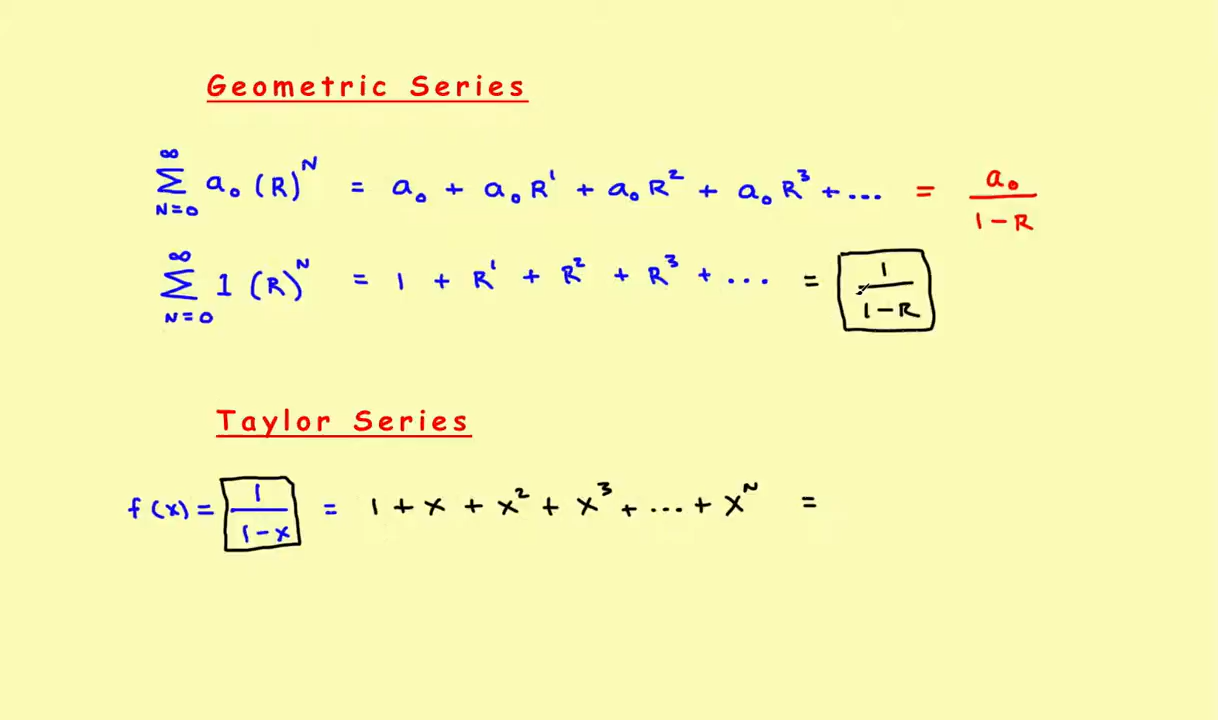 Geometric Series
∞ Σ N=0 a₀ (R)^N = a₀ + a₀R¹ + a₀R² + a₀R³ + ... = a₀ / 1-R
∞ Σ N=0 1 (R)^N = 1 + R¹ + R² + R³ + ... = 1 / 1-R
Taylor Series
f(x) = 1 / 1-x = 1 + x + x² + x³ + ... + x^N =